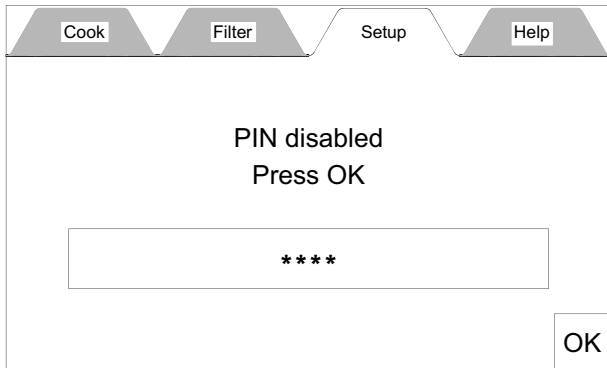 Cook Filter Setup Help
PIN disabled
Press OK
****
OK